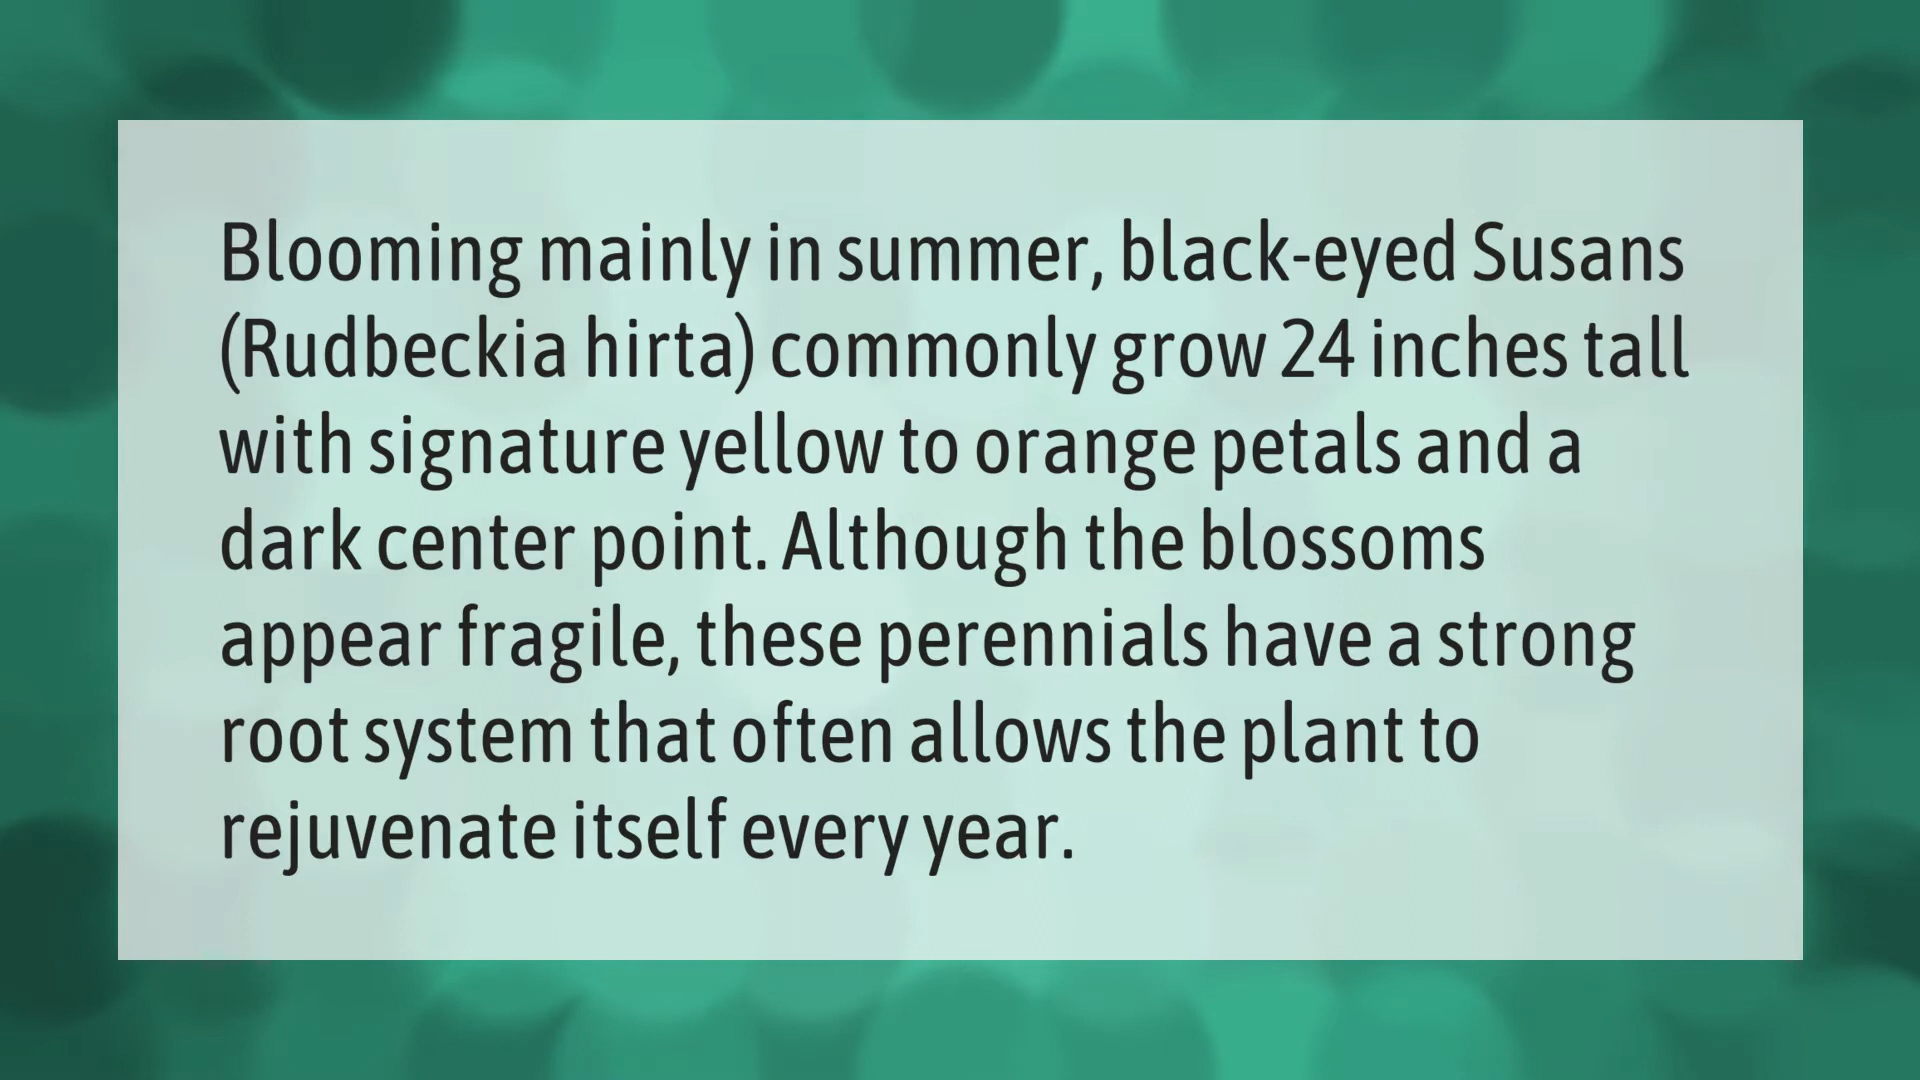 Blooming mainly in summer, black-eyed Susans
(Rudbeckia hirta) commonly grow 24 inches tall
with signature yellow to orange petals and a
dark center point. Although the blossoms
appear fragile, these perennials have a strong
root system that often allows the plant to
rejuvenate itself every year.